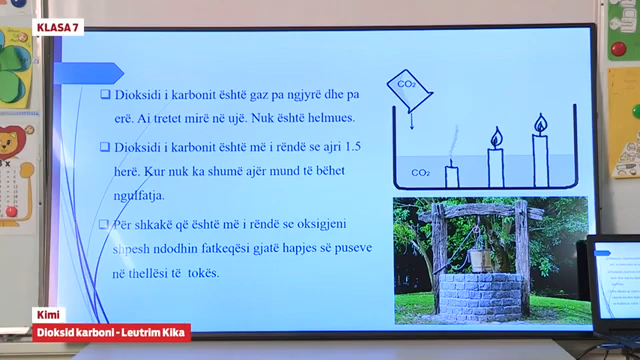 KLASA 7
Dioksidi i karbonit është gaz pa ngjyrë dhe pa
erë. Ai tretet mirë në ujë. Nuk është helmues.
Dioksidi i karbonit është më i rëndë se ajri 1.5
herë. Kur nuk ka shumë ajër mund të bëhet
ngulfatja.
Për shkakë që është më i rëndë se oksigjeni
shpesh ndodhin fatkeqësi gjatë hapjes së puseve
në thellësi të tokës.
CO₂
CO₂
Kimi
Dioksid karboni - Leutrim Kika